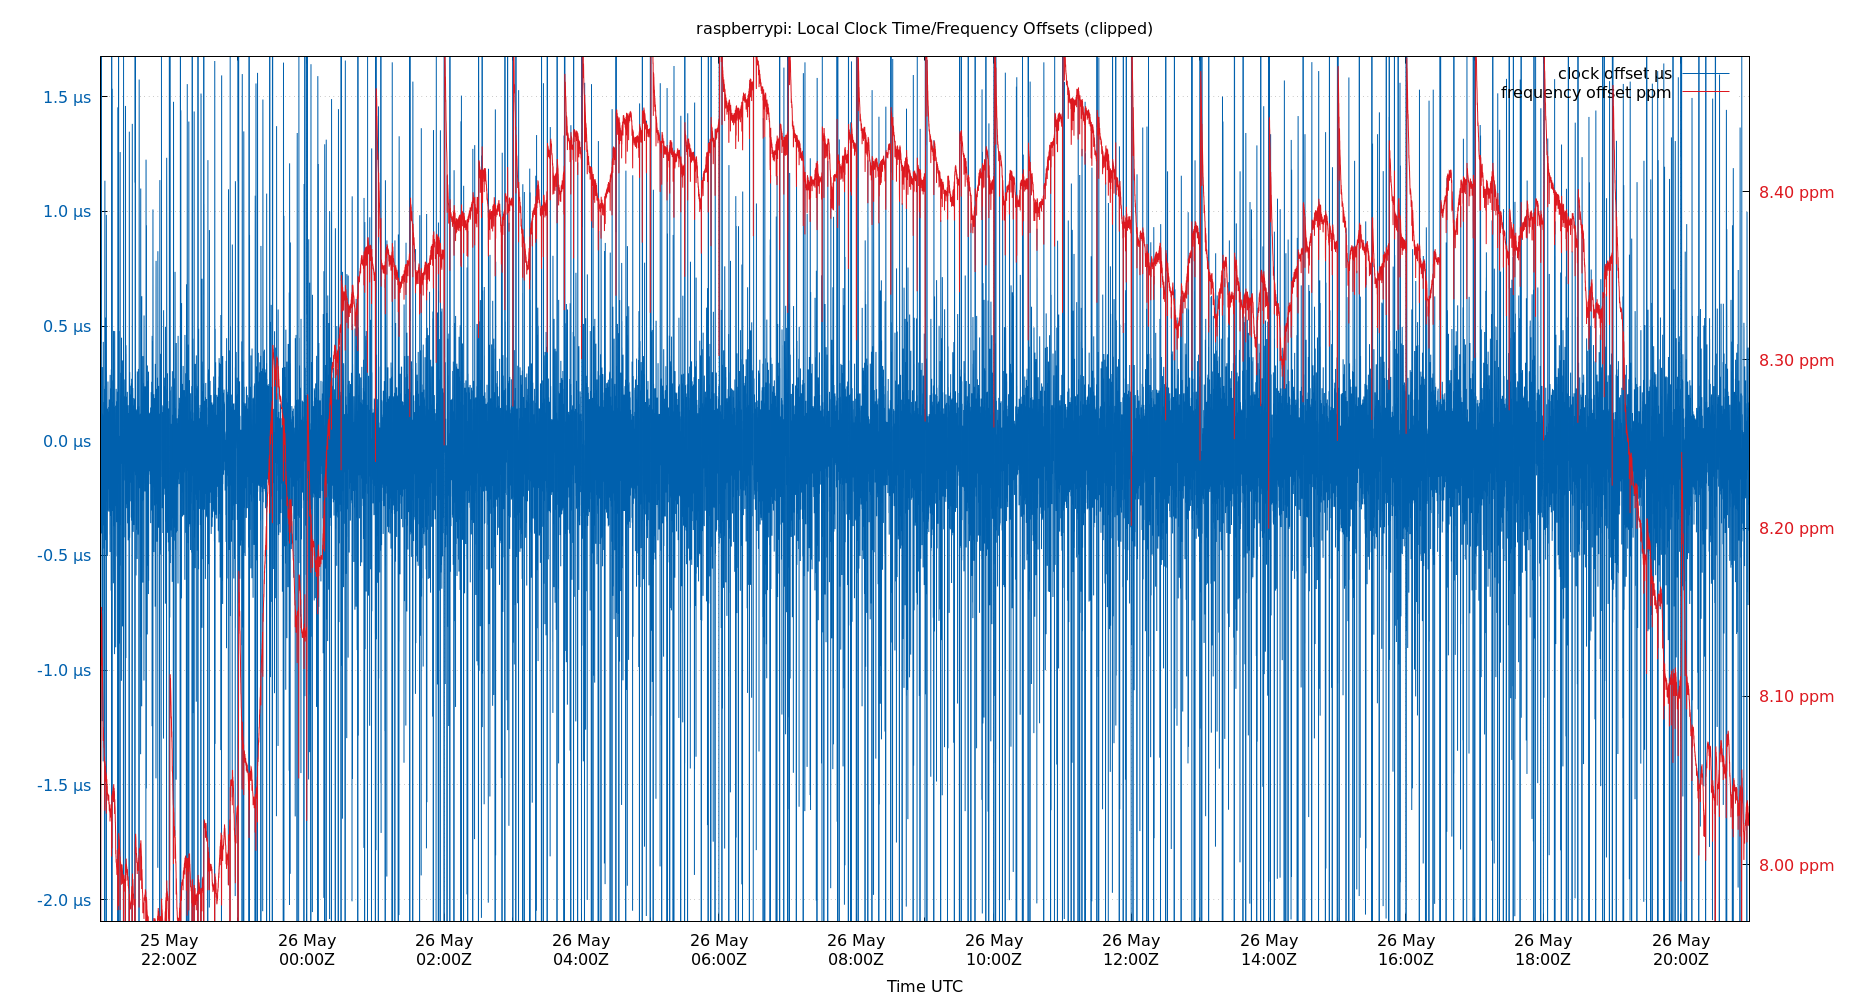 raspberrypi: Local Clock Time/Frequency Offsets (clipped)
clock offset µs
frequency offset ppm
1.5 µs
1.0 µs
0.5 µs
0.0 µs
-0.5 µs
-1.0 µs
-1.5 µs
-2.0 µs
8.40 ppm
8.30 ppm
8.20 ppm
8.10 ppm
8.00 ppm
25 May 26 May 26 May 26 May 26 May 26 May 26 May 26 May 26 May 26 May 26 May 26 May
22:00Z 00:00Z 02:00Z 04:00Z 06:00Z 08:00Z 10:00Z 12:00Z 14:00Z 16:00Z 18:00Z 20:00Z
Time UTC